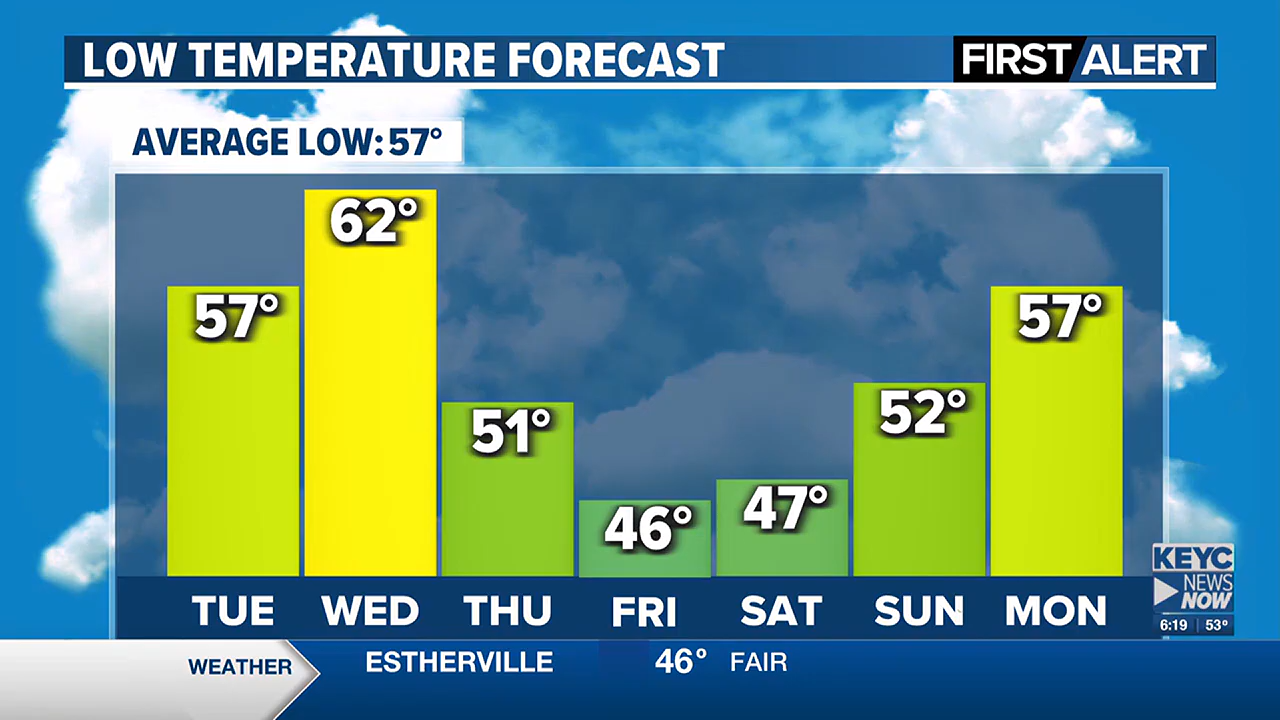 LOW TEMPERATURE FORECAST
FIRST ALERT
AVERAGE LOW: 57°
57°
62°
51°
46°
47°
52°
57°
TUE WED THU FRI SAT SUN MON
KEYC
NEWS
NOW
6:19 53°
WEATHER ESTHERVILLE 46° FAIR